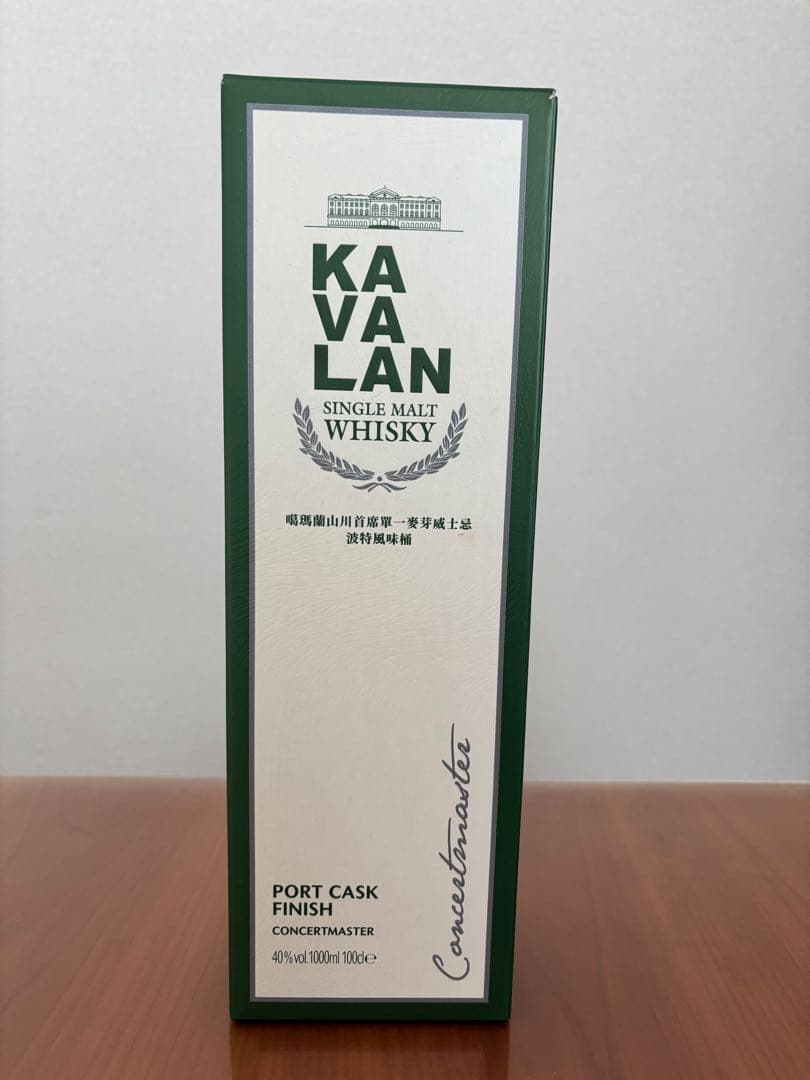 KA
VA
LAN
SINGLE MALT
WHISKY
噶瑪蘭山川首席單一麥芽威士忌
波特風味桶
Concertmaster
PORT CASK
FINISH
CONCERTMASTER
40%vol.1000ml 100cl℮